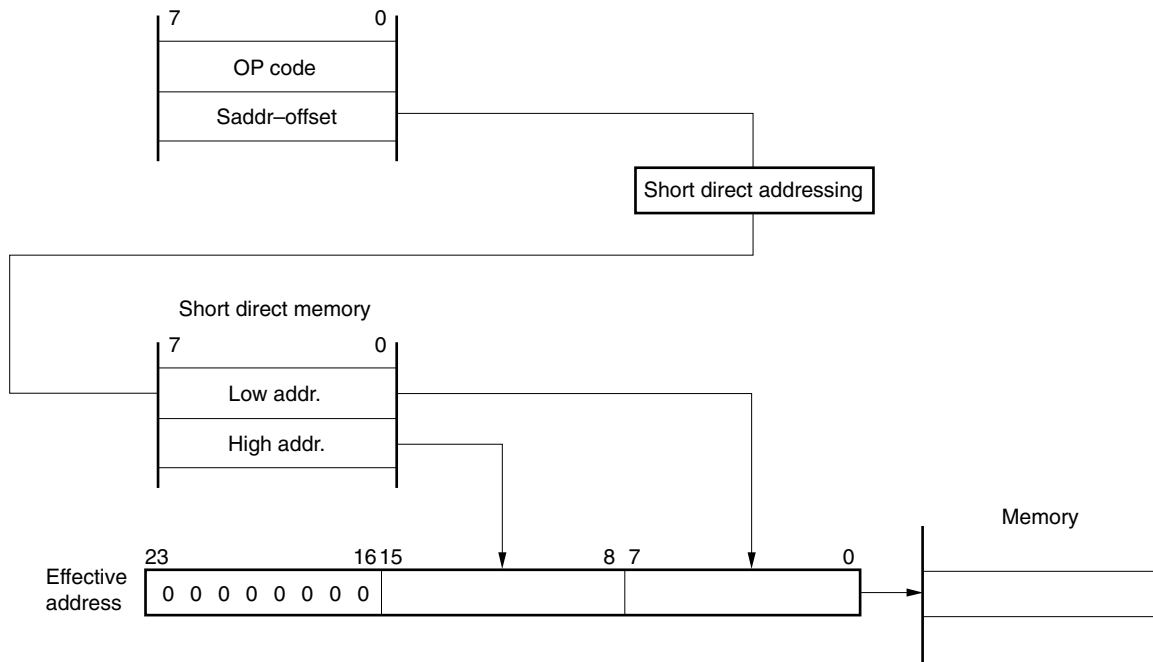 7 0
OP code
Saddr–offset
Short direct addressing
Short direct memory
7 0
Low addr.
High addr.
Memory
23 16 15 8 7 0
Effective
address
0 0 0 0 0 0 0 0